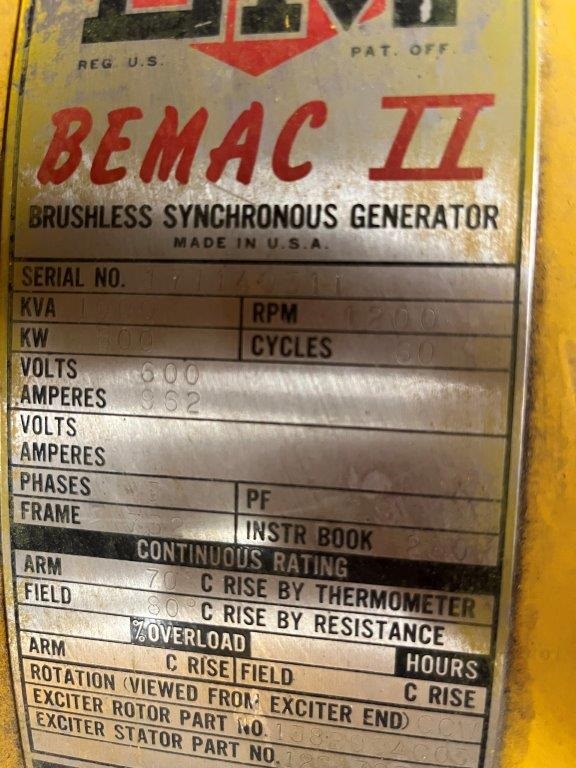 EM
REG. U.S. PAT. OFF.
BEMAC II
BRUSHLESS SYNCHRONOUS GENERATOR
MADE IN U.S.A.
SERIAL NO.
KVA 1000 RPM 1200
KW 800 CYCLES 60
VOLTS 600
AMPERES 962
VOLTS
AMPERES
PHASES 3 PF
FRAME INSTR BOOK
CONTINUOUS RATING
ARM 70° C RISE BY THERMOMETER
FIELD 80° C RISE BY RESISTANCE
% OVERLOAD HOURS
ARM C RISE FIELD C RISE
ROTATION (VIEWED FROM EXCITER END) CCW
EXCITER ROTOR PART NO.
EXCITER STATOR PART NO.